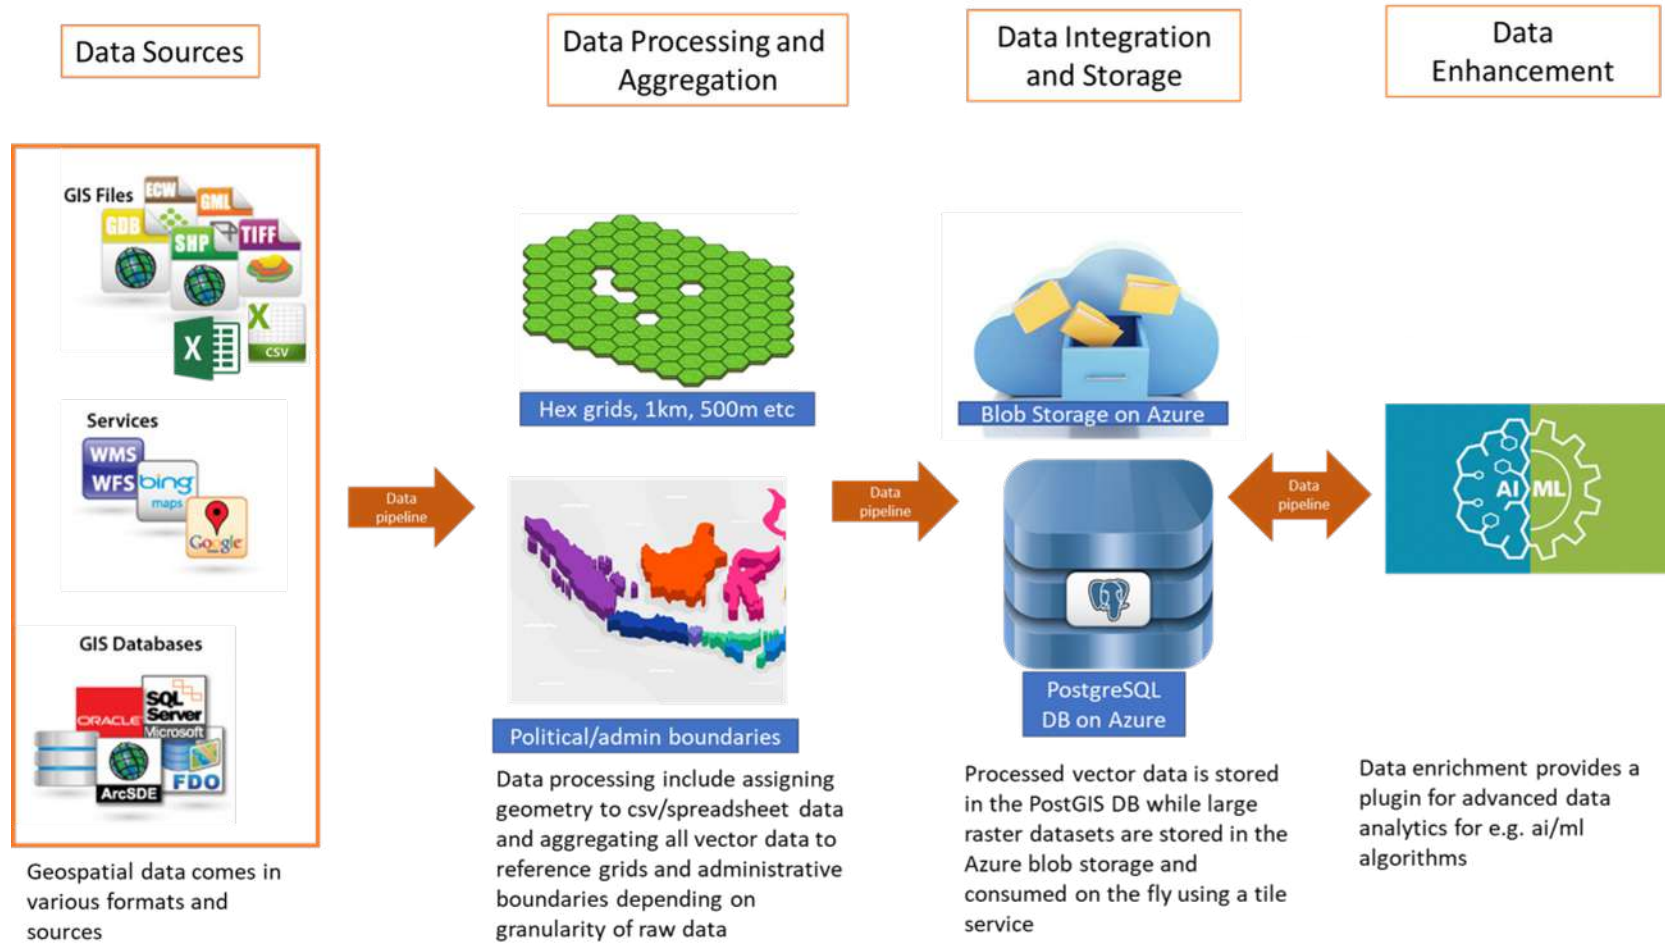 Data Sources
Data Processing and
Aggregation
Data Integration
and Storage
Data
Enhancement
GIS Files
ECW
GML
GDB
SHP
TIFF
X
X
CSV
Services
WMS
WFS
bing
maps
Google
GIS Databases
ORACLE
SQL
Server
Microsoft
ArcSDE
FDO
Geospatial data comes in
various formats and
sources
Data
pipeline
Hex grids, 1km, 500m etc
Political/admin boundaries
Data processing include assigning
geometry to csv/spreadsheet data
and aggregating all vector data to
reference grids and administrative
boundaries depending on
granularity of raw data
Data
pipeline
Blob Storage on Azure
PostgreSQL
DB on Azure
Processed vector data is stored
in the PostGIS DB while large
raster datasets are stored in the
Azure blob storage and
consumed on the fly using a tile
service
Data
pipeline
AI ML
Data enrichment provides a
plugin for advanced data
analytics for e.g. ai/ml
algorithms